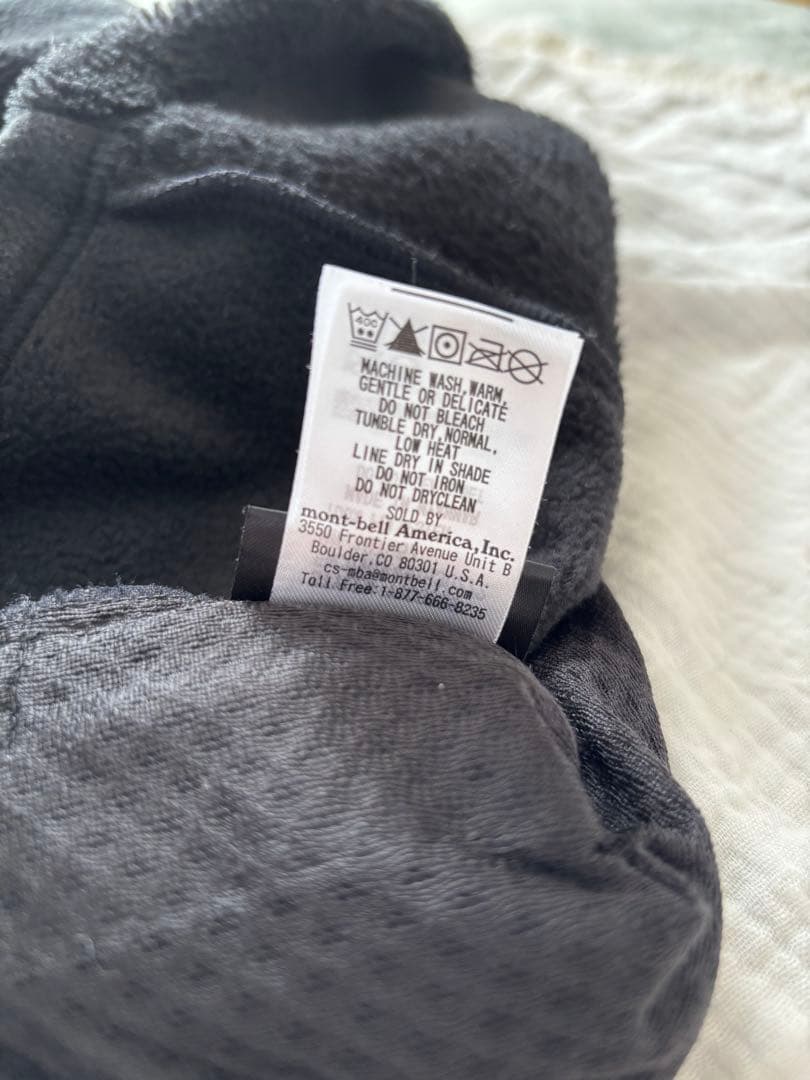 40C
MACHINE WASH, WARM,
GENTLE OR DELICATE
DO NOT BLEACH
TUMBLE DRY, NORMAL,
LOW HEAT
LINE DRY IN SHADE
DO NOT IRON
DO NOT DRYCLEAN
SOLD BY
mont-bell America, Inc.
3550 Frontier Avenue Unit B
Boulder, CO 80301 U.S.A.
cs-mba@montbell.com
Toll Free:1-877-666-8235